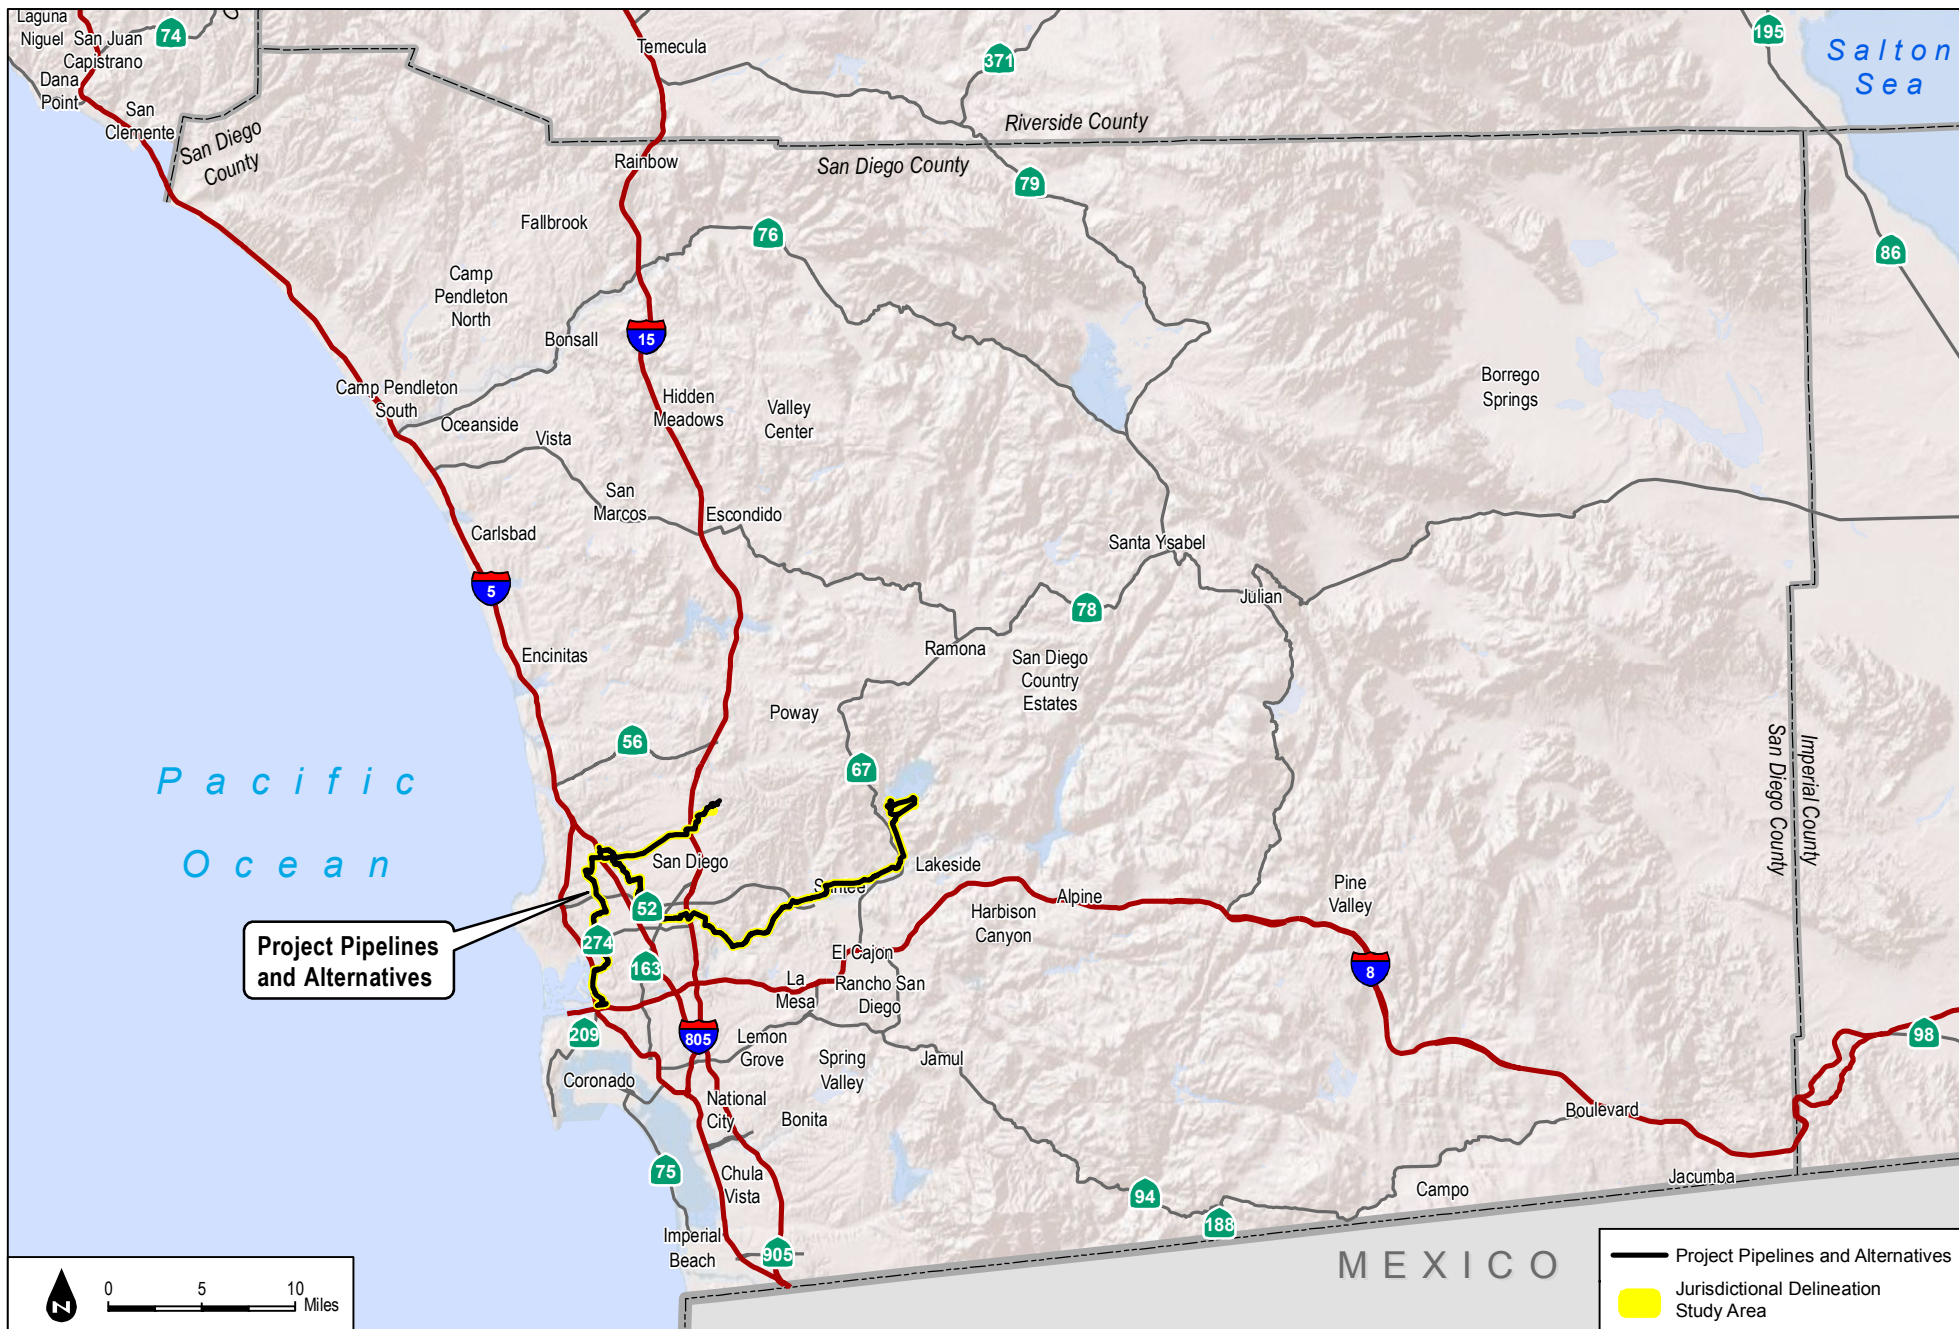 Laguna
Niguel
San Juan
Capistrano
74
Dana
Point
San
Clemente
San Diego
County
Temecula
371
195
Salton
Sea
Riverside County
San Diego County
Rainbow
79
Fallbrook
76
86
Camp
Pendleton
North
Bonsall
15
Camp Pendleton
South
Oceanside
Hidden
Meadows
Valley
Center
Borrego
Springs
Vista
San
Marcos
Escondido
Carlsbad
Santa Ysabel
5
78
Julian
Encinitas
Ramona
San Diego
Country
Estates
Poway
56
67
San Diego County
Imperial County
Pacific
Ocean
San Diego
Lakeside
Santee
52
Alpine
Pine
Valley
Harbison
Canyon
Project Pipelines
and Alternatives
274
163
El Cajon
La
Mesa
Rancho San
Diego
8
209
805
Lemon
Grove
Spring
Valley
Jamul
98
Coronado
National
City
Bonita
Boulevard
75
Chula
Vista
Jacumba
Campo
94
188
Imperial
Beach
905
MEXICO
N
0 5 10
Miles
Project Pipelines and Alternatives
Jurisdictional Delineation
Study Area